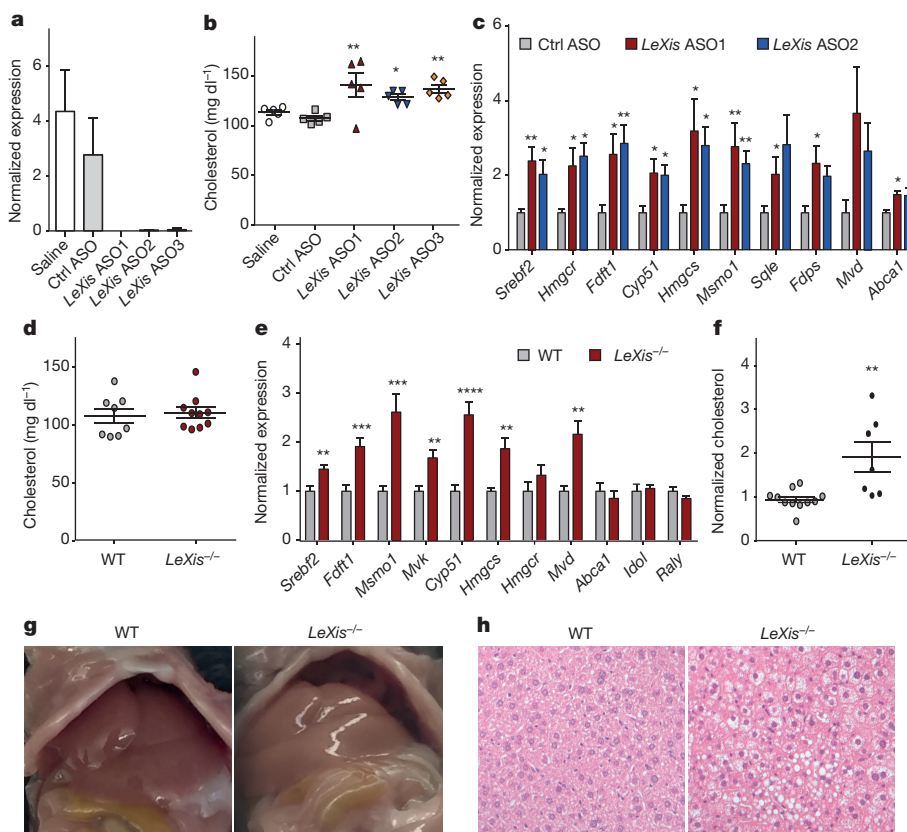 a
Normalized expression
6
4
2
0
Saline
Ctrl ASO
LeXis ASO1
LeXis ASO2
LeXis ASO3
b
Cholesterol (mg dl⁻¹)
150
100
50
0
**
*
**
Saline
Ctrl ASO
LeXis ASO1
LeXis ASO2
LeXis ASO3
c
Normalized expression
6
4
2
0
Ctrl ASO LeXis ASO1 LeXis ASO2
** * * * * ** * * * * ** ** * * *
Srebf2
Hmgcr
Fdft1
Cyp51
Hmgcs
Msmo1
Sqle
Fdps
Mvd
Abca1
d
Cholesterol (mg dl⁻¹)
150
100
50
0
WT
LeXis⁻/⁻
e
Normalized expression
4
3
2
1
0
WT LeXis⁻/⁻
** *** *** ** **** ** **
Srebf2
Fdft1
Msmo1
Mvk
Cyp51
Hmgcs
Hmgcr
Mvd
Abca1
Idol
Raly
f
Normalized cholesterol
4
2
0
**
WT
LeXis⁻/⁻
g
WT
LeXis⁻/⁻
h
WT
LeXis⁻/⁻